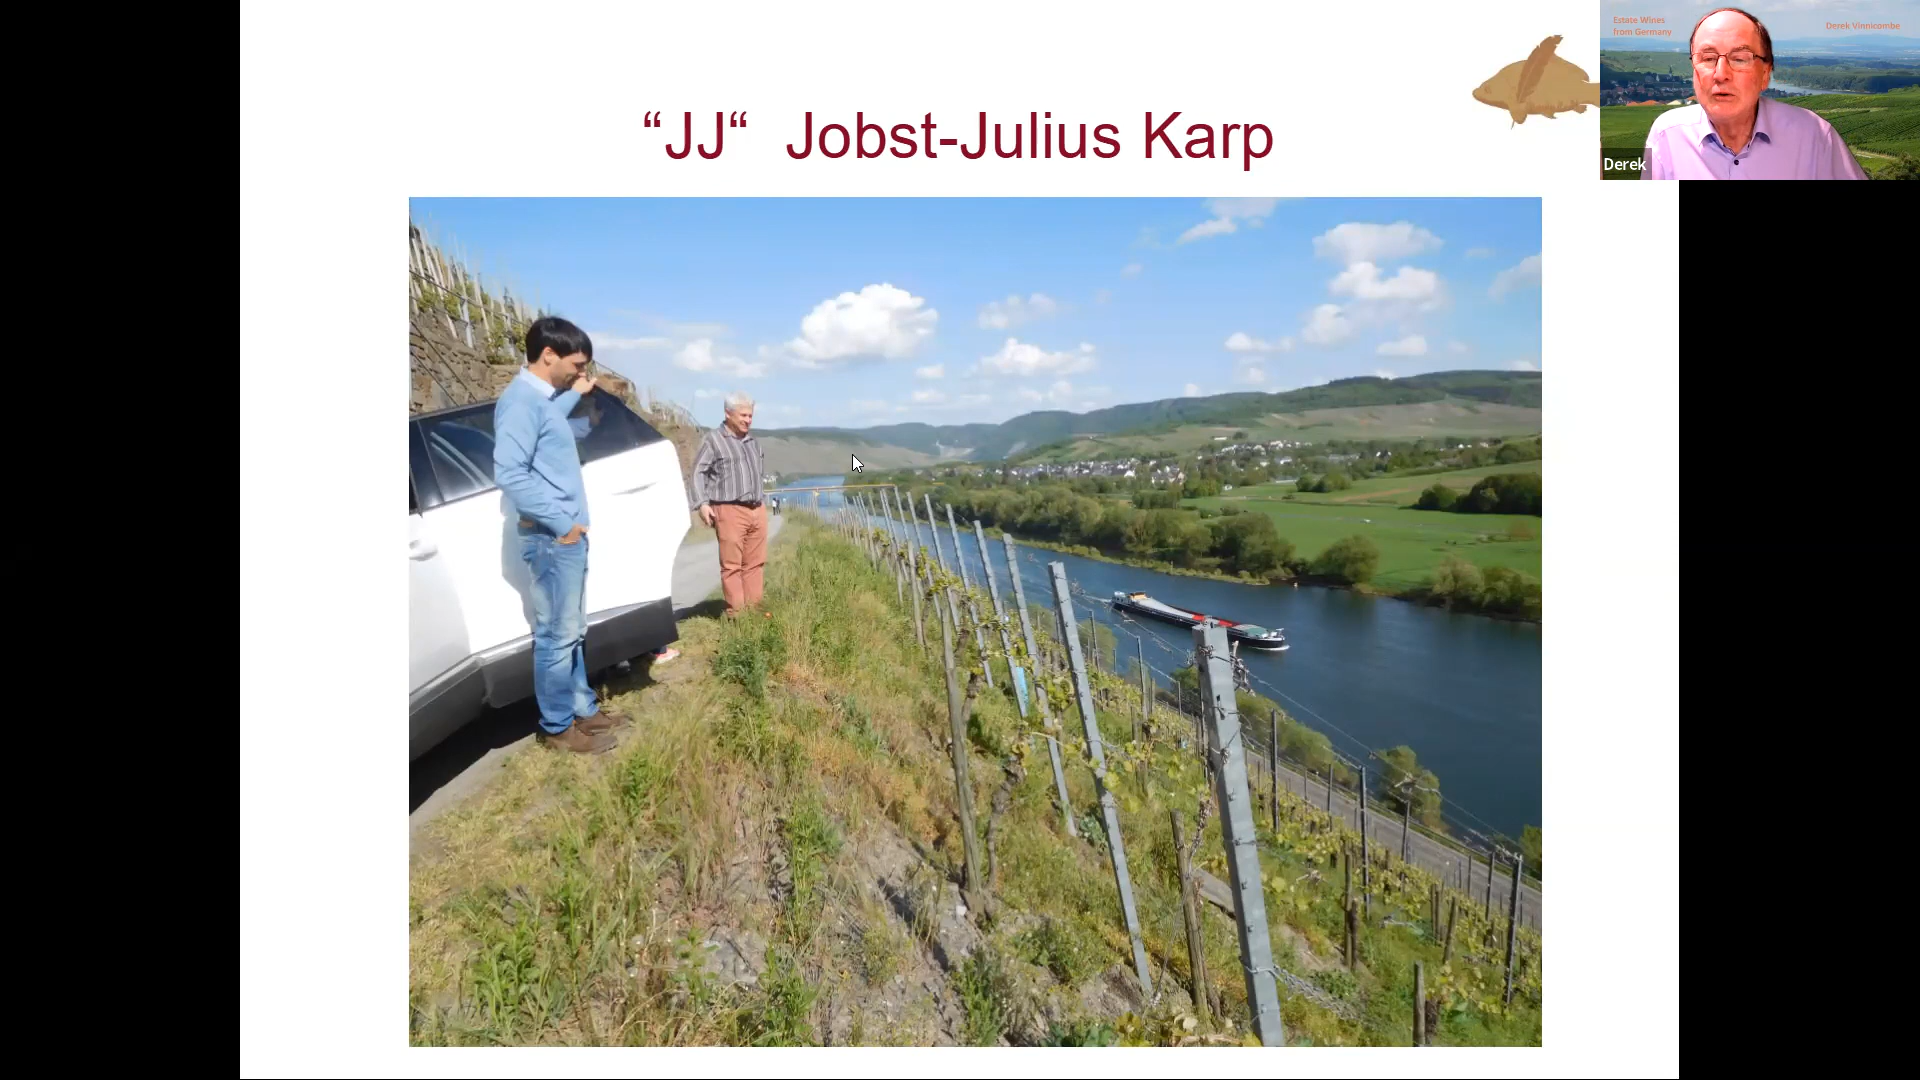 Estate Wines
from Germany
Derek Vinnicombe
“JJ“ Jobst-Julius Karp
Derek